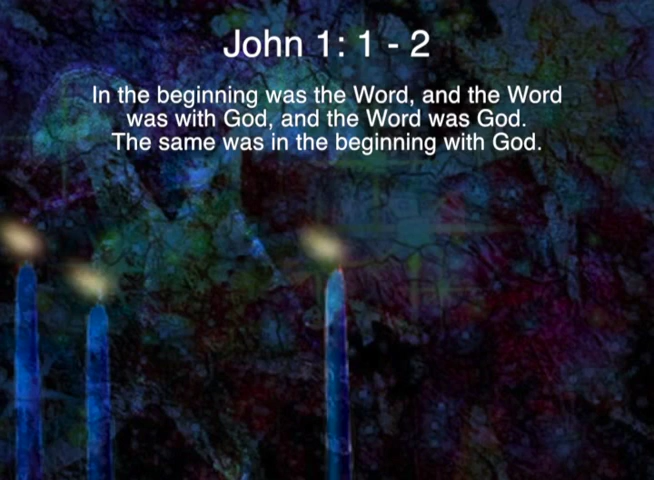 John 1: 1 - 2
In the beginning was the Word, and the Word
was with God, and the Word was God.
The same was in the beginning with God.